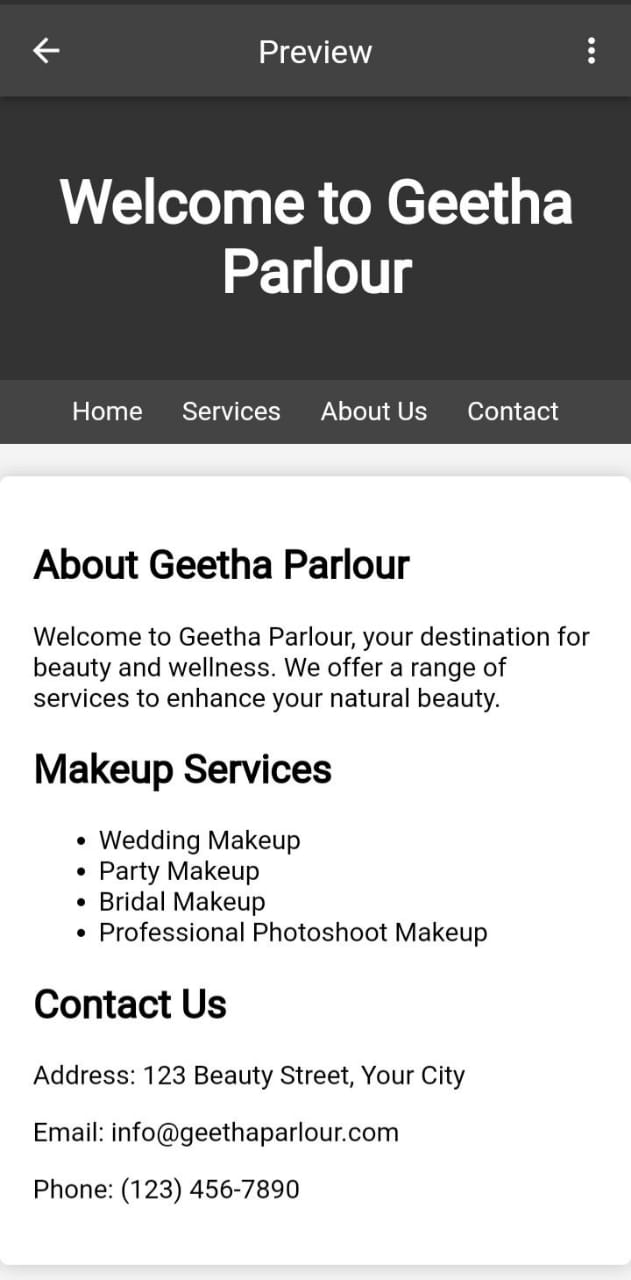 Preview
Welcome to Geetha
Parlour
Home Services About Us Contact
About Geetha Parlour
Welcome to Geetha Parlour, your destination for
beauty and wellness. We offer a range of
services to enhance your natural beauty.
Makeup Services
• Wedding Makeup
• Party Makeup
• Bridal Makeup
• Professional Photoshoot Makeup
Contact Us
Address: 123 Beauty Street, Your City
Email: info@geethaparlour.com
Phone: (123) 456-7890